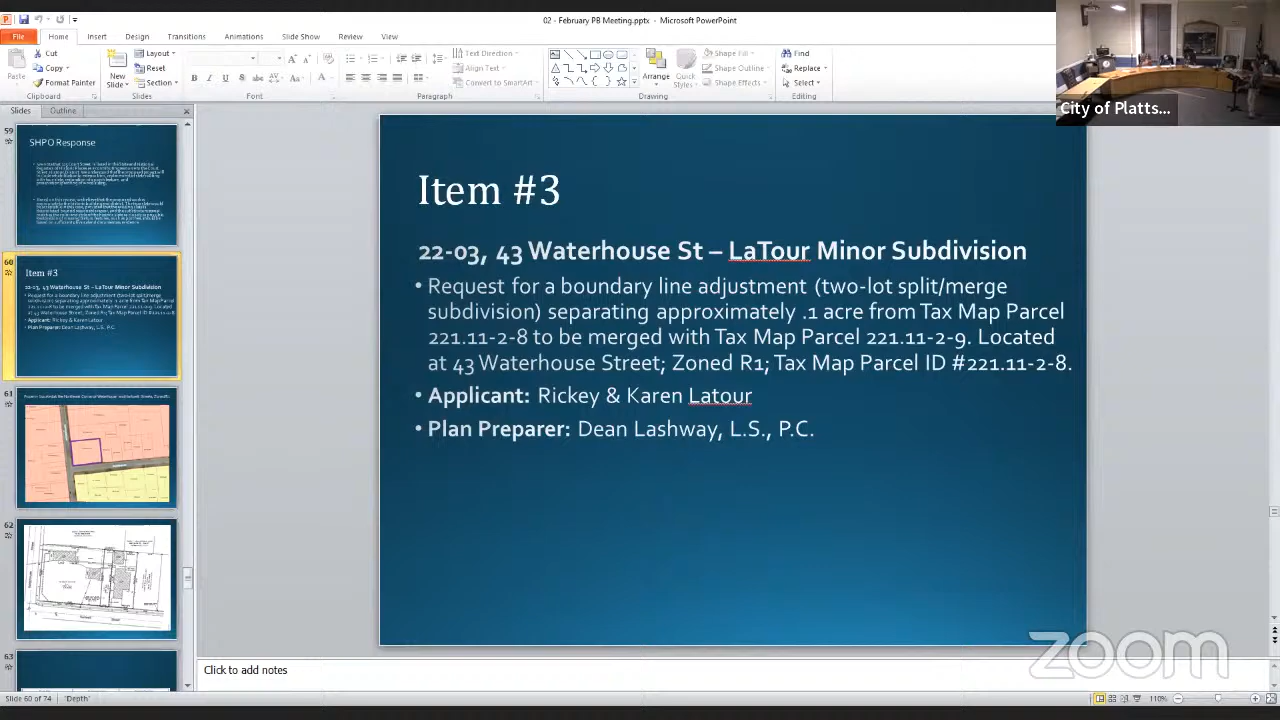 02 - February PB Meeting.pptx - Microsoft PowerPoint
File Home Insert Design Transitions Animations Slide Show Review View
Cut
Copy
Format Painter
Paste
Clipboard
New
Slide
Layout
Reset
Section
Slides
Font
Paragraph
Text Direction
Align Text
Convert to SmartArt
Arrange
Quick
Styles
Shape Fill
Shape Outline
Shape Effects
Drawing
Find
Replace
Select
Editing
City of Platts...
Slides Outline
59
SHPO Response
60
Item #3
22-03, 43 Waterhouse St – LaTour Minor Subdivision
Applicant: Rickey & Karen Latour
Plan Preparer: Dean Lashway, L.S., P.C.
61
62
63
Item #3
22-03, 43 Waterhouse St – LaTour Minor Subdivision
• Request for a boundary line adjustment (two-lot split/merge
subdivision) separating approximately .1 acre from Tax Map Parcel
221.11-2-8 to be merged with Tax Map Parcel 221.11-2-9. Located
at 43 Waterhouse Street; Zoned R1; Tax Map Parcel ID #221.11-2-8.
• Applicant: Rickey & Karen Latour
• Plan Preparer: Dean Lashway, L.S., P.C.
zoom
Click to add notes
Slide 60 of 74 "Depth" 110%